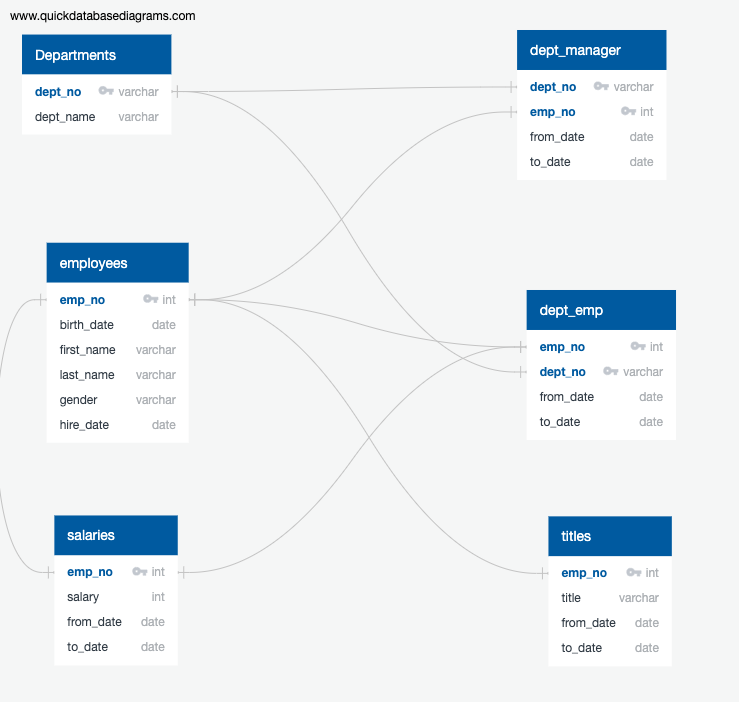 www.quickdatabasediagrams.com
Departments
dept_no varchar
dept_name varchar
dept_manager
dept_no varchar
emp_no int
from_date date
to_date date
employees
emp_no int
birth_date date
first_name varchar
last_name varchar
gender varchar
hire_date date
dept_emp
emp_no int
dept_no varchar
from_date date
to_date date
salaries
emp_no int
salary int
from_date date
to_date date
titles
emp_no int
title varchar
from_date date
to_date date